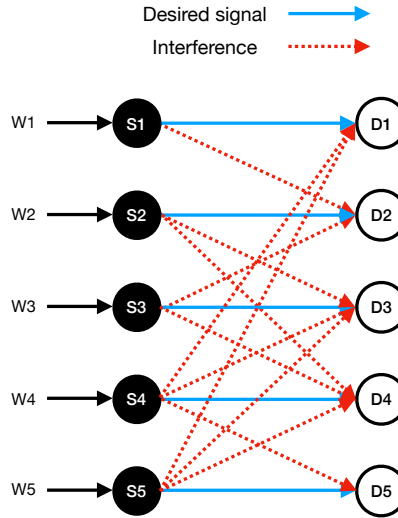 Desired signal
Interference
W1 S1 D1
W2 S2 D2
W3 S3 D3
W4 S4 D4
W5 S5 D5